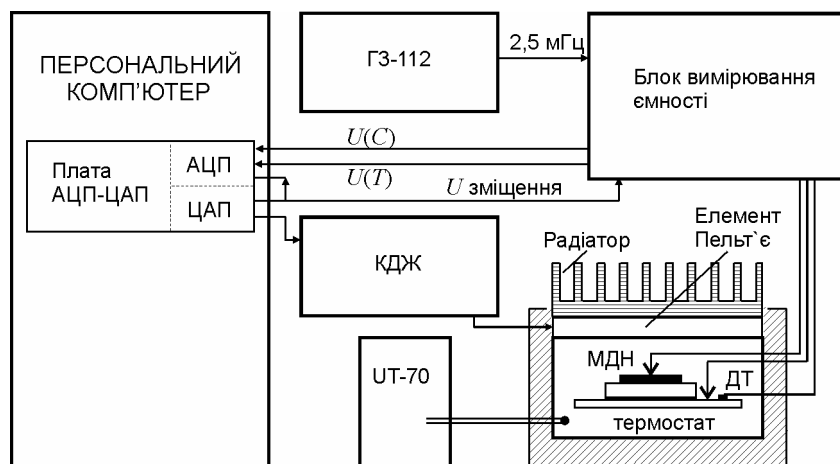 ПЕРСОНАЛЬНИЙ
КОМП'ЮТЕР
Плата
АЦП-ЦАП
АЦП
ЦАП
ГЗ-112
2,5 мГц
Блок вимірювання
ємності
U(C)
U(T)
U зміщення
КДЖ
Радіатор
Елемент
Пельт`є
UT-70
МДН
ДТ
термостат